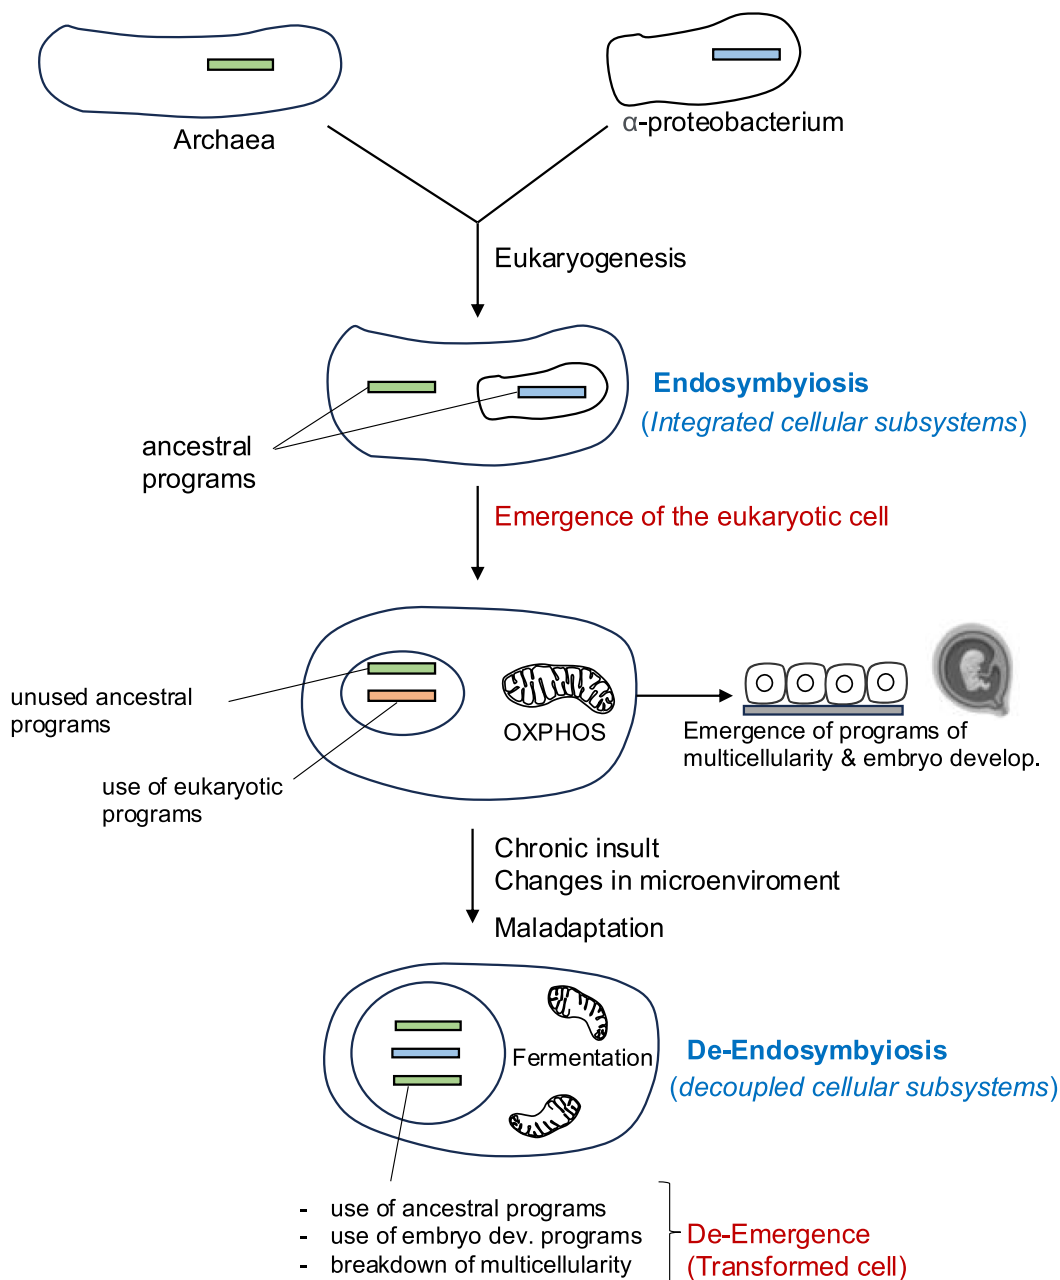 Archaea
α-proteobacterium
Eukaryogenesis
Endosymbyiosis
(Integrated cellular subsystems)
ancestral
programs
Emergence of the eukaryotic cell
unused ancestral
programs
OXPHOS
use of eukaryotic
programs
Emergence of programs of
multicellularity & embryo develop.
Chronic insult
Changes in microenviroment
Maladaptation
Fermentation
De-Endosymbyiosis
(decoupled cellular subsystems)
- use of ancestral programs
- use of embryo dev. programs
- breakdown of multicellularity
De-Emergence
(Transformed cell)